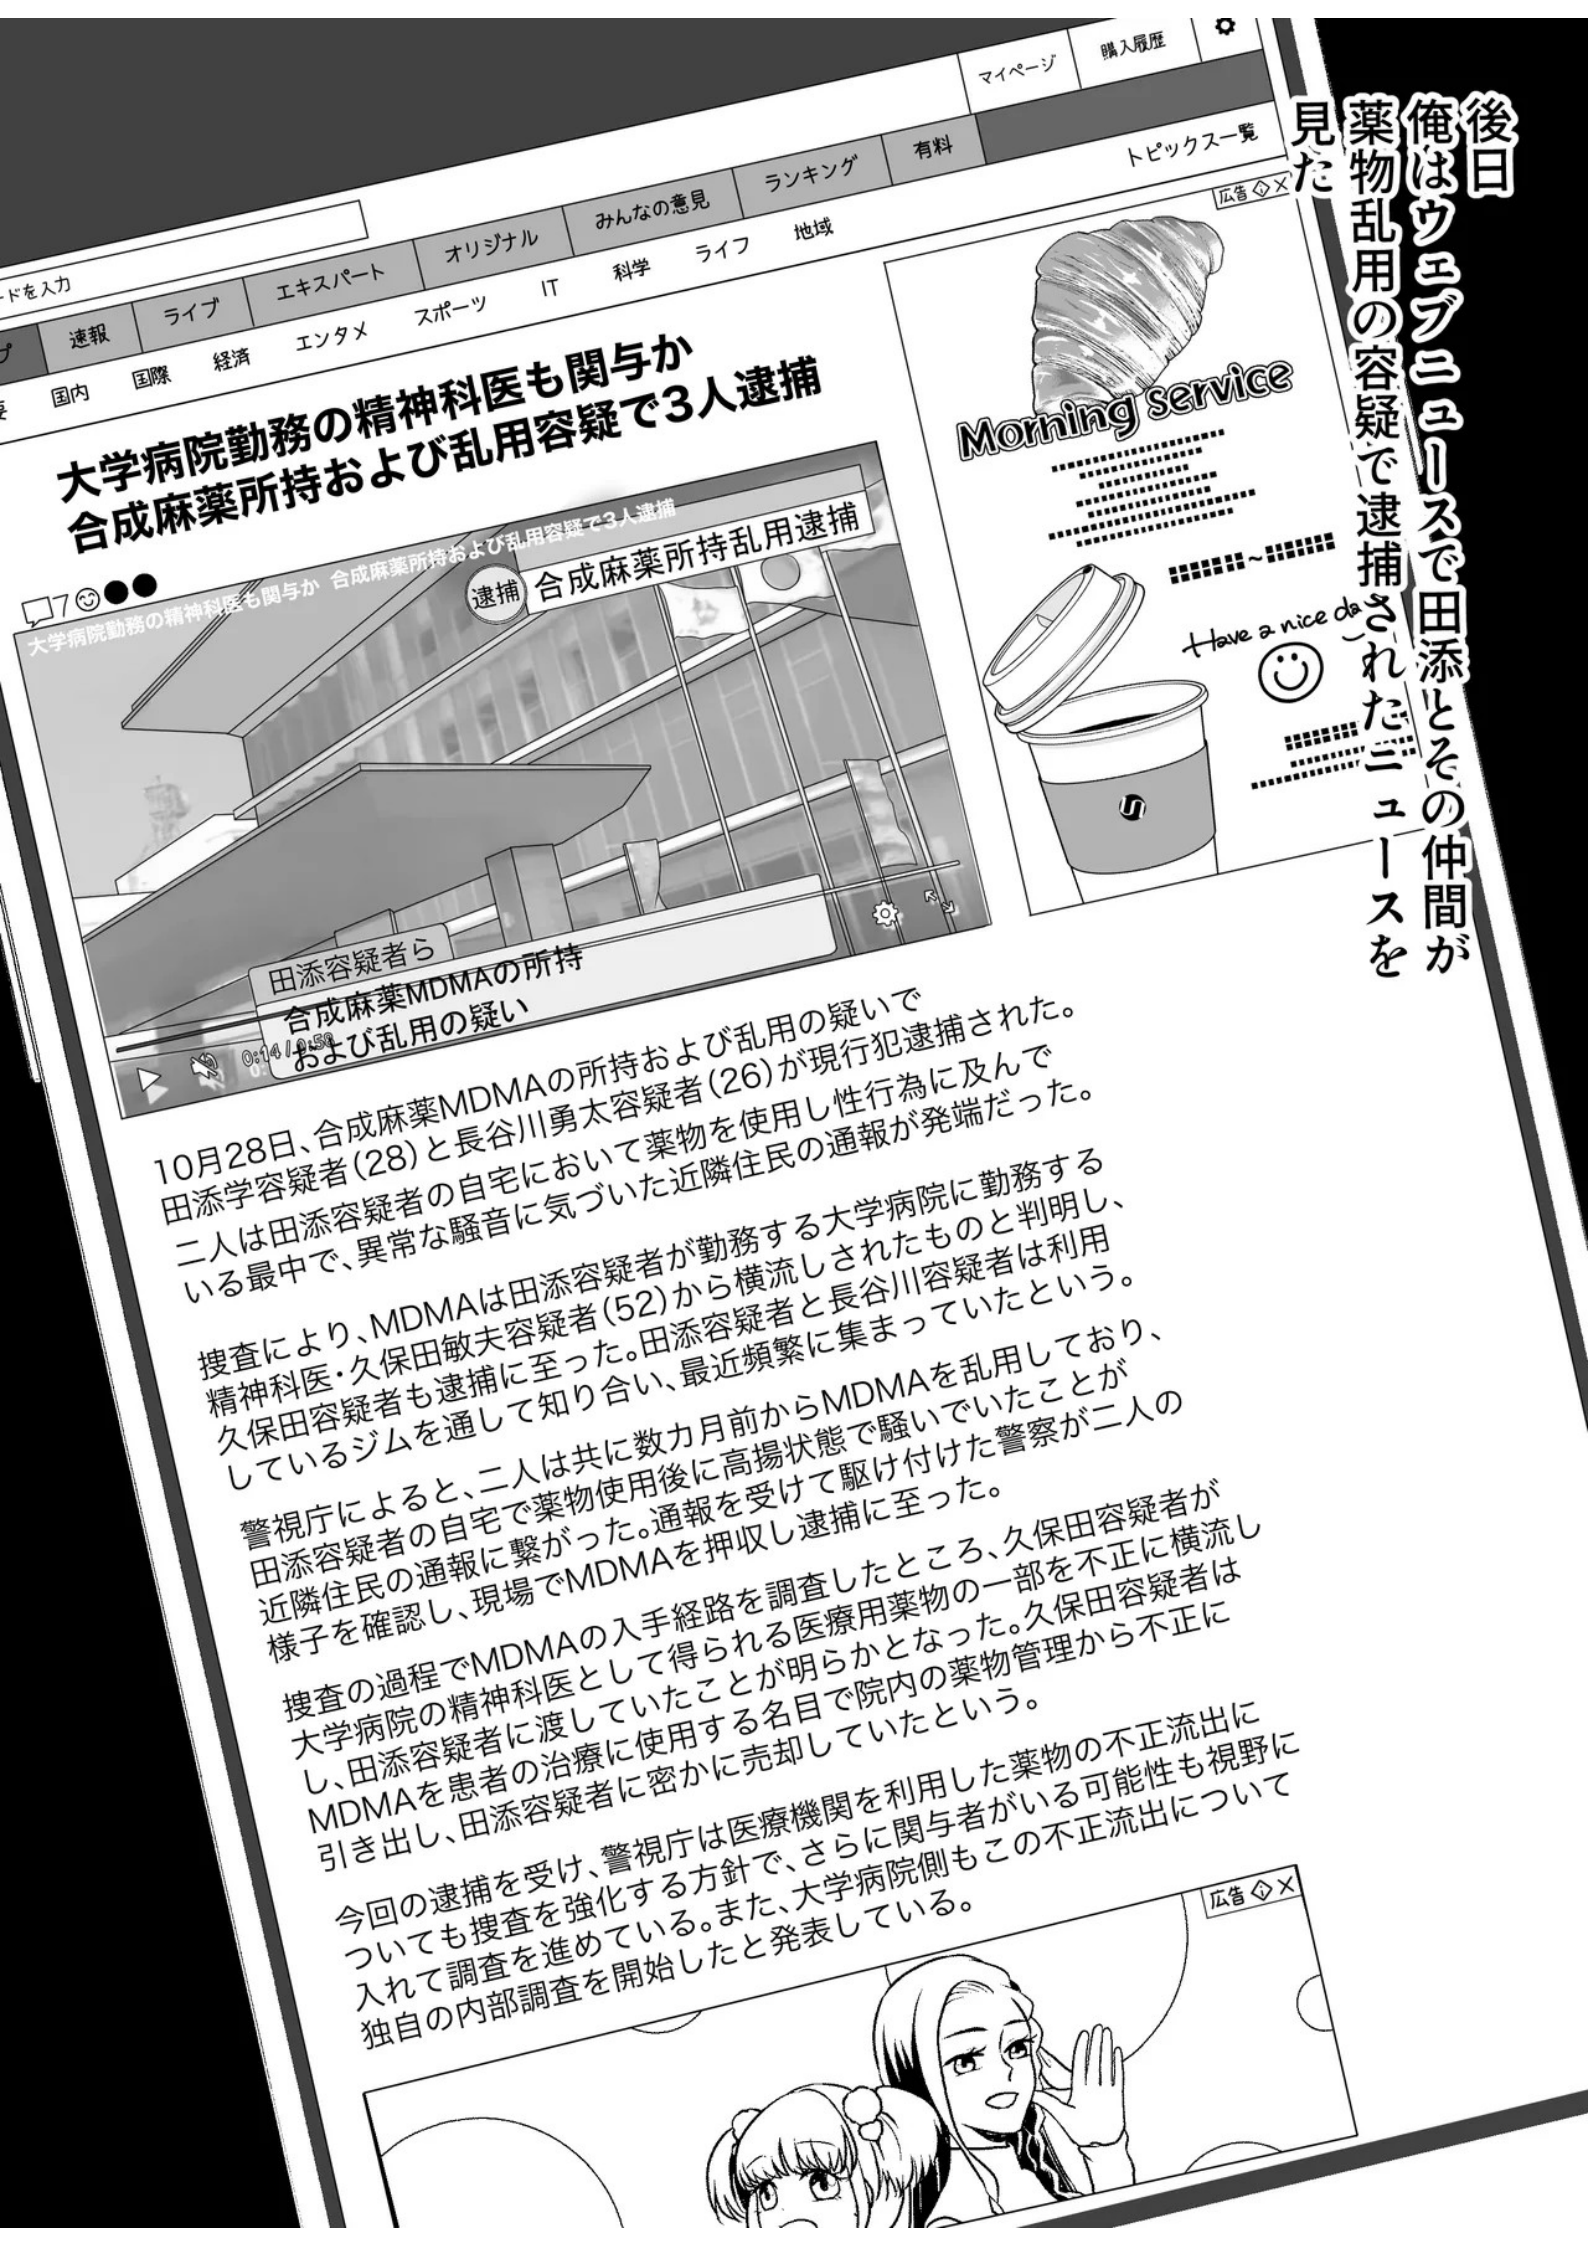 後日
俺はウェブニュースで田添とその仲間が
薬物乱用の容疑で逮捕されたニュースを
見た
マイページ
購入履歴
ードを入力
プ
速報
ライブ
エキスパート
オリジナル
みんなの意見
ランキング
有料
トピックス一覧
要
国内
国際
経済
エンタメ
スポーツ
IT
科学
ライフ
地域
大学病院勤務の精神科医も関与か
合成麻薬所持および乱用容疑で3人逮捕
7
大学病院勤務の精神科医も関与か 合成麻薬所持および乱用容疑で3人逮捕
逮捕
合成麻薬所持乱用逮捕
田添容疑者ら
合成麻薬MDMAの所持
および乱用の疑い
0:14 / 0:58
広告
Morning service
Have a nice da
10月28日、合成麻薬MDMAの所持および乱用の疑いで
田添学容疑者(28)と長谷川勇太容疑者(26)が現行犯逮捕された。
二人は田添容疑者の自宅において薬物を使用し性行為に及んで
いる最中で、異常な騒音に気づいた近隣住民の通報が発端だった。
捜査により、MDMAは田添容疑者が勤務する大学病院に勤務する
精神科医・久保田敏夫容疑者(52)から横流しされたものと判明し、
久保田容疑者も逮捕に至った。田添容疑者と長谷川容疑者は利用
しているジムを通して知り合い、最近頻繁に集まっていたという。
警視庁によると、二人は共に数カ月前からMDMAを乱用しており、
田添容疑者の自宅で薬物使用後に高揚状態で騒いでいたことが
近隣住民の通報に繋がった。通報を受けて駆け付けた警察が二人の
様子を確認し、現場でMDMAを押収し逮捕に至った。
捜査の過程でMDMAの入手経路を調査したところ、久保田容疑者が
大学病院の精神科医として得られる医療用薬物の一部を不正に横流し
し、田添容疑者に渡していたことが明らかとなった。久保田容疑者は
MDMAを患者の治療に使用する名目で院内の薬物管理から不正に
引き出し、田添容疑者に密かに売却していたという。
今回の逮捕を受け、警視庁は医療機関を利用した薬物の不正流出に
ついても捜査を強化する方針で、さらに関与者がいる可能性も視野に
入れて調査を進めている。また、大学病院側もこの不正流出について
独自の内部調査を開始したと発表している。
広告